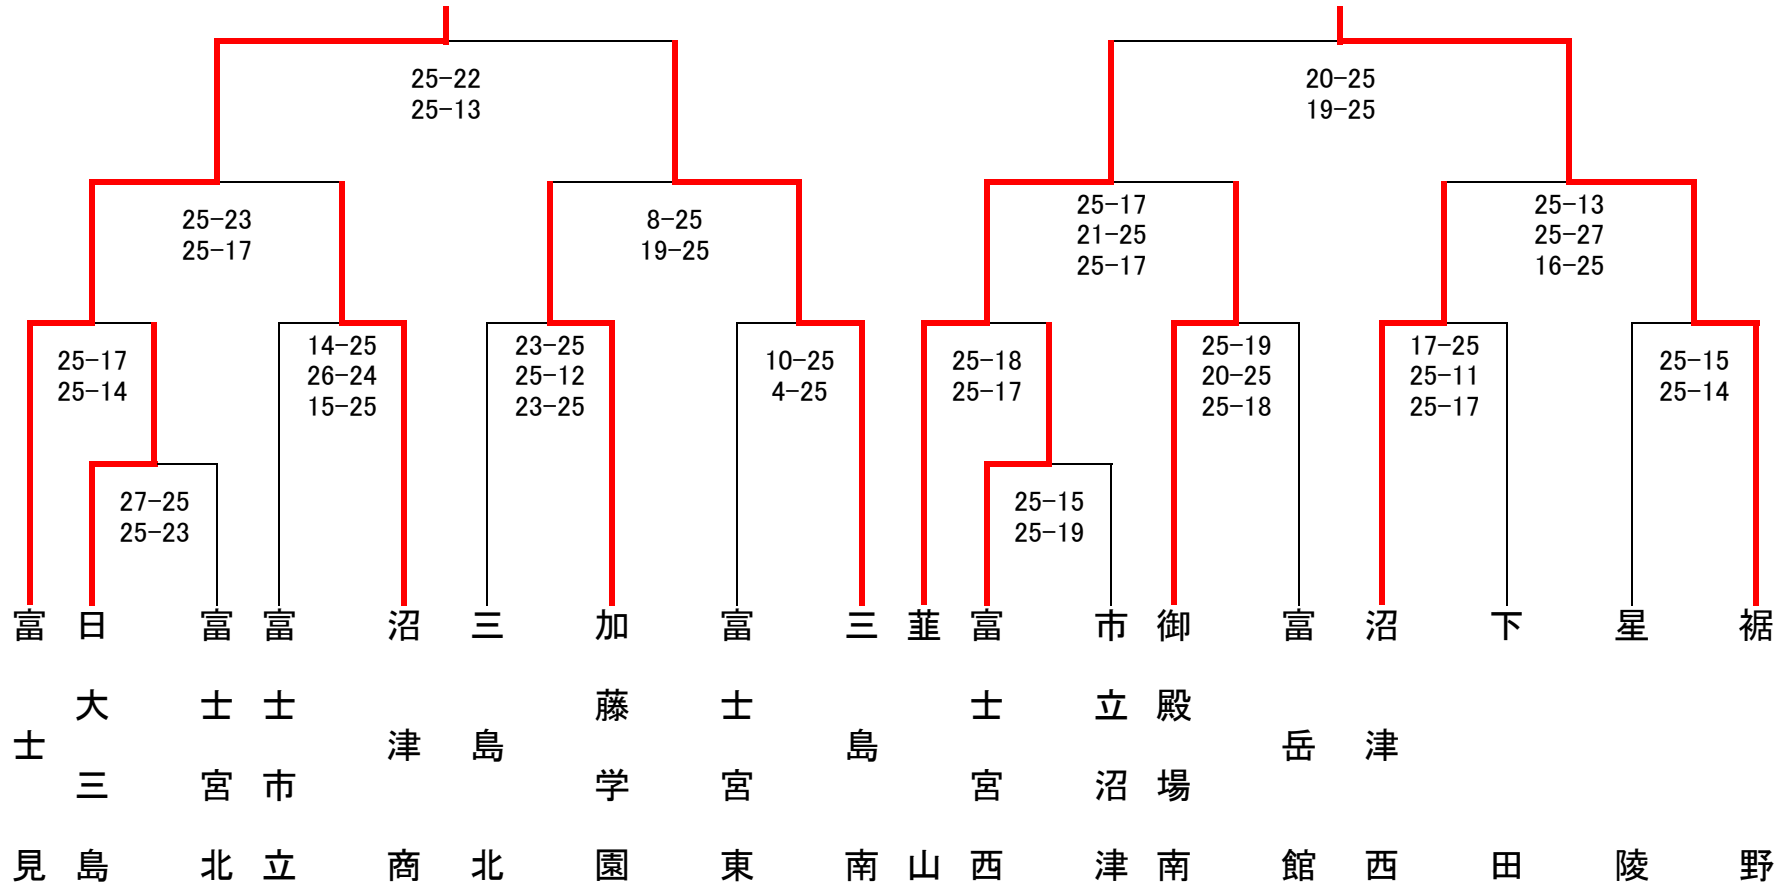 25-22
25-13
20-25
19-25
25-23
25-17
8-25
19-25
25-17
21-25
25-17
25-13
25-27
16-25
25-17
25-14
14-25
26-24
15-25
23-25
25-12
23-25
10-25
4-25
25-18
25-17
25-19
20-25
25-18
17-25
25-11
25-17
25-15
25-14
27-25
25-23
25-15
25-19
富士見
日大三島
富士宮北
富士市立
沼津商
三島北
加藤学園
富士宮東
三島南
韮山
富士宮西
市立沼津
御殿場南
富岳館
沼津西
下田
星陵
裾野